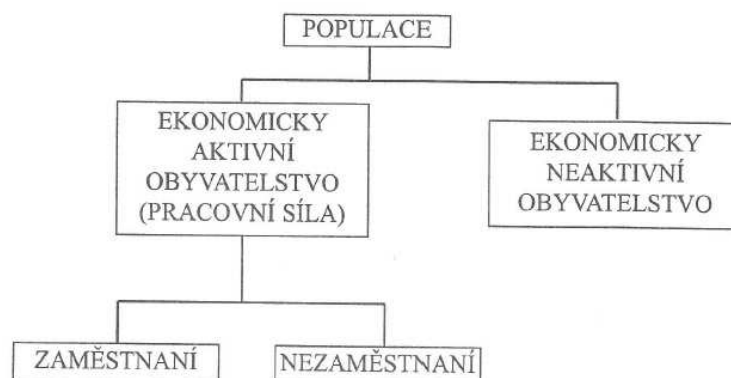 POPULACE
EKONOMICKY
AKTIVNÍ
OBYVATELSTVO
(PRACOVNÍ SÍLA)
EKONOMICKY
NEAKTIVNÍ
OBYVATELSTVO
ZAMĚSTNANÍ
NEZAMĚSTNANÍ